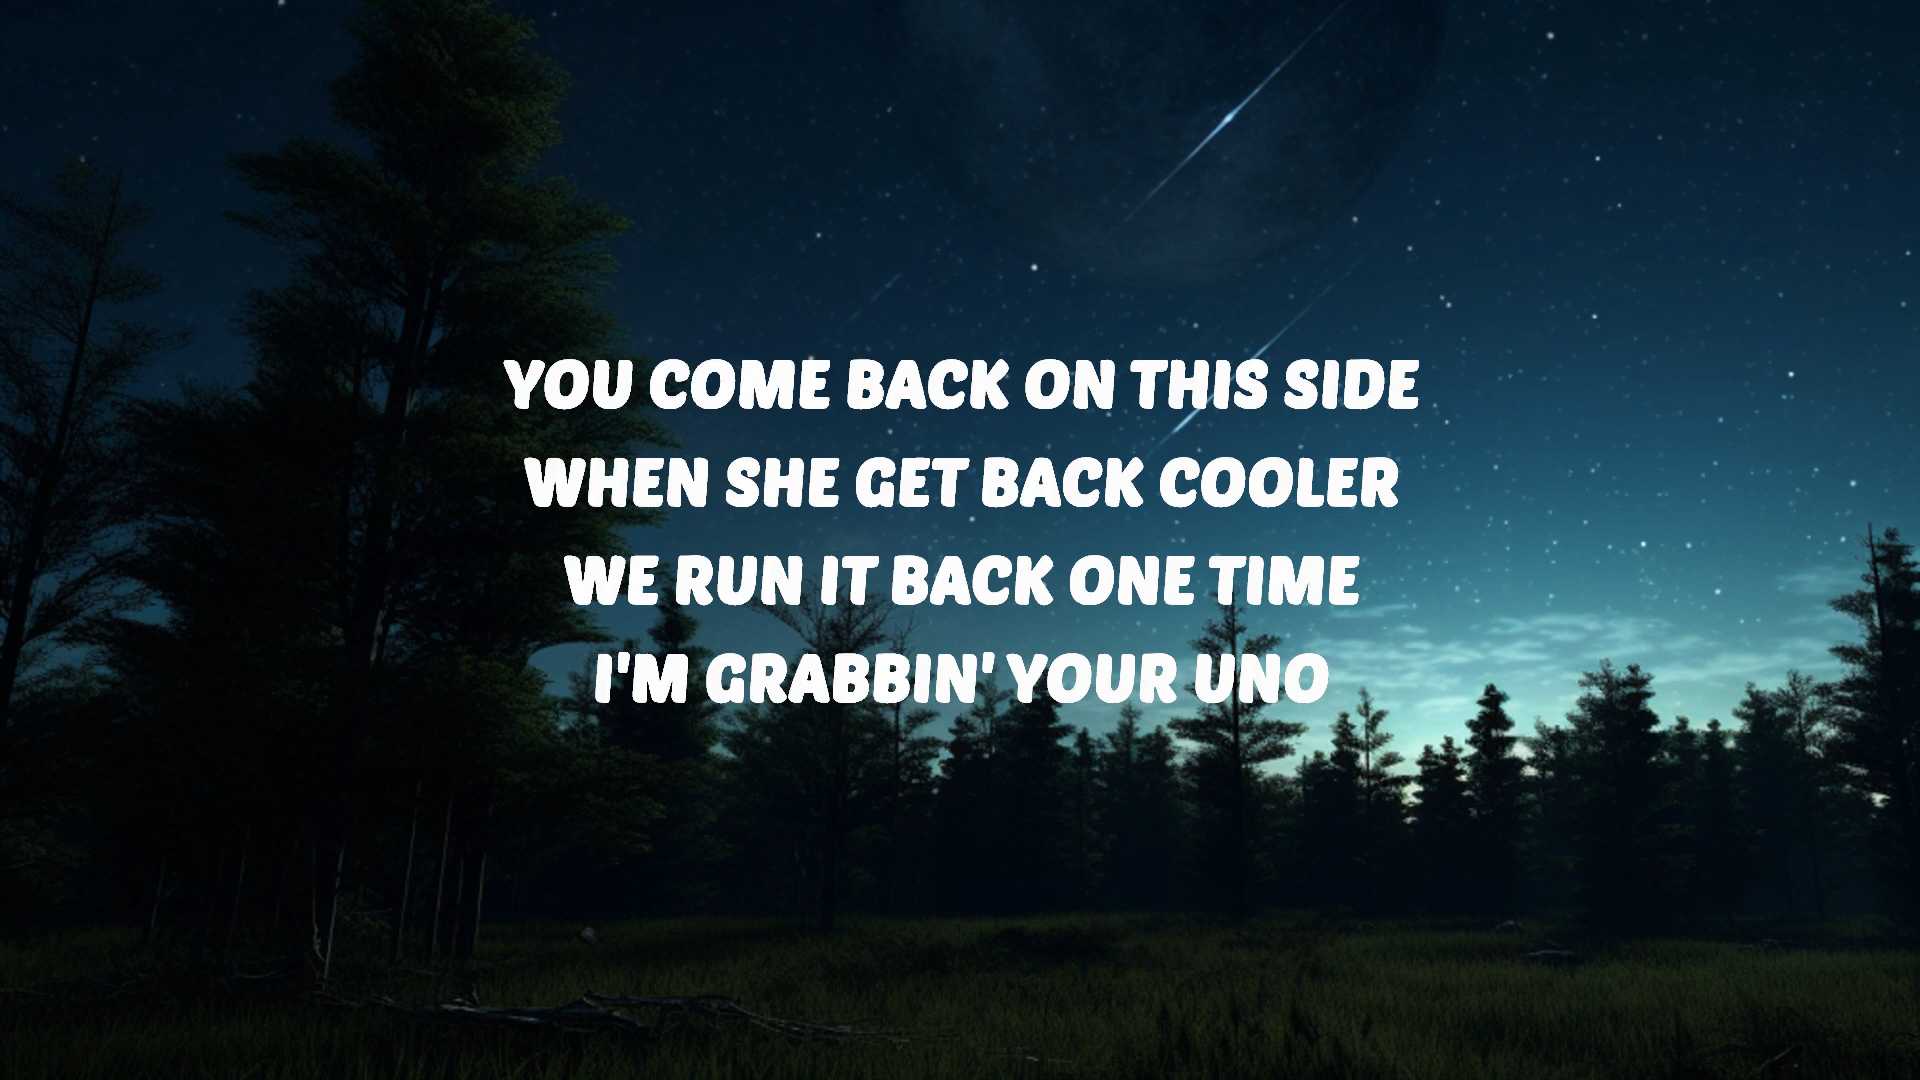 YOU COME BACK ON THIS SIDE
WHEN SHE GET BACK COOLER
WE RUN IT BACK ONE TIME
I'M GRABBIN' YOUR UNO